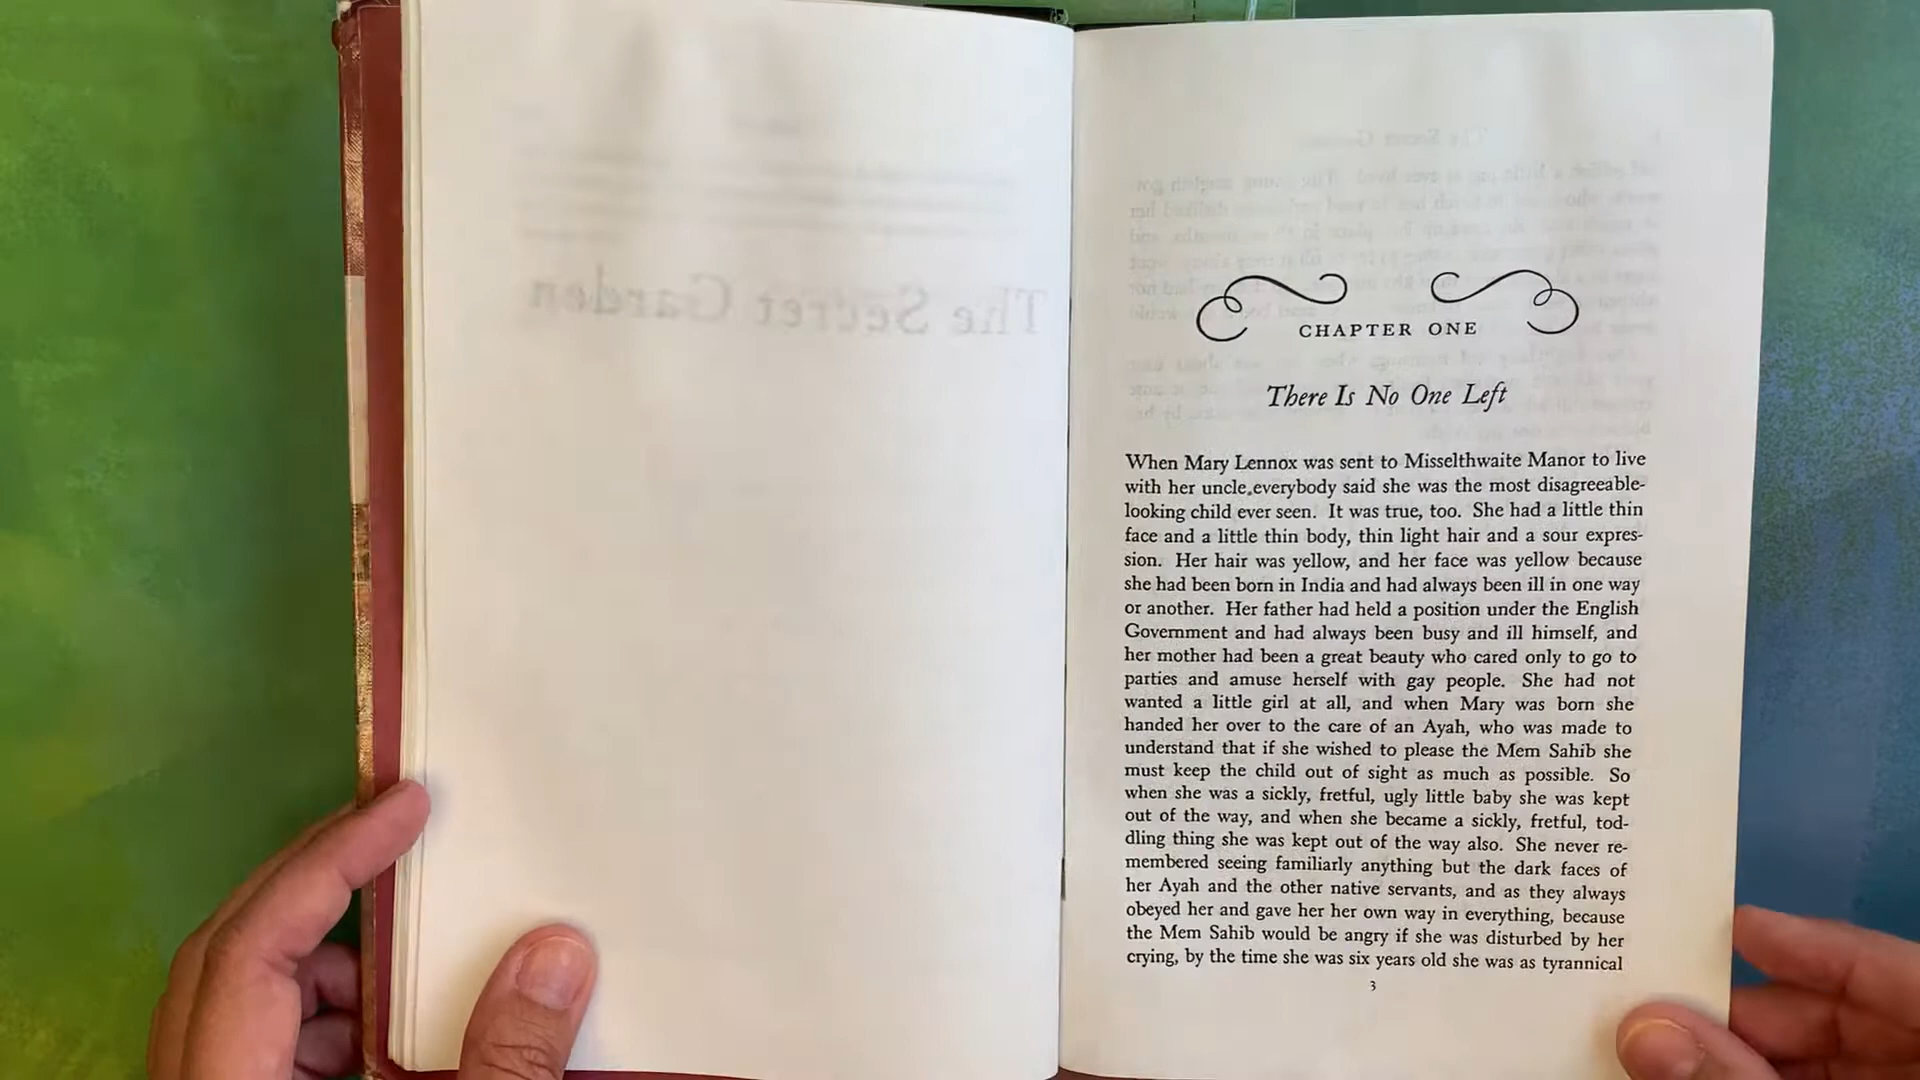 The Secret Garden
CHAPTER ONE
There Is No One Left
When Mary Lennox was sent to Misselthwaite Manor to live
with her uncle everybody said she was the most disagreeable-
looking child ever seen. It was true, too. She had a little thin
face and a little thin body, thin light hair and a sour expres-
sion. Her hair was yellow, and her face was yellow because
she had been born in India and had always been ill in one way
or another. Her father had held a position under the English
Government and had always been busy and ill himself, and
her mother had been a great beauty who cared only to go to
parties and amuse herself with gay people. She had not
wanted a little girl at all, and when Mary was born she
handed her over to the care of an Ayah, who was made to
understand that if she wished to please the Mem Sahib she
must keep the child out of sight as much as possible. So
when she was a sickly, fretful, ugly little baby she was kept
out of the way, and when she became a sickly, fretful, tod-
dling thing she was kept out of the way also. She never re-
membered seeing familiarly anything but the dark faces of
her Ayah and the other native servants, and as they always
obeyed her and gave her her own way in everything, because
the Mem Sahib would be angry if she was disturbed by her
crying, by the time she was six years old she was as tyrannical
3